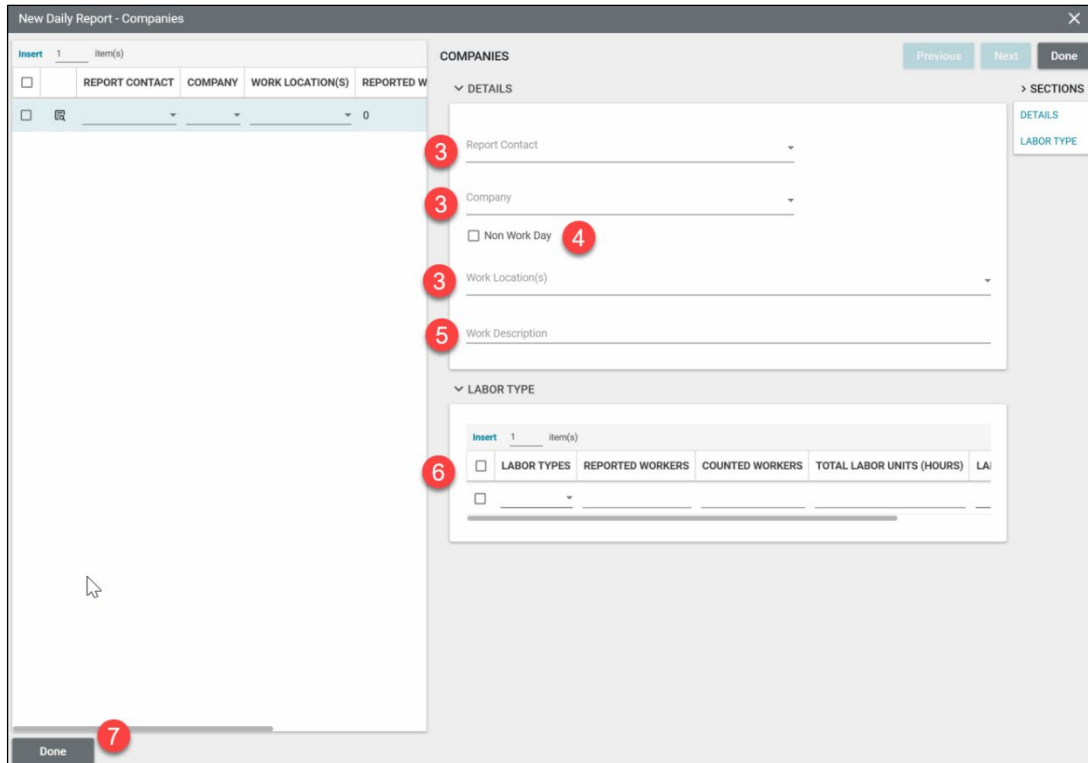 New Daily Report - Companies
Insert 1 item(s)
REPORT CONTACT COMPANY WORK LOCATION(S) REPORTED W
0
COMPANIES
Previous Next Done
DETAILS
3 Report Contact
3 Company
Non Work Day 4
3 Work Location(s)
5 Work Description
LABOR TYPE
Insert 1 item(s)
6 LABOR TYPES REPORTED WORKERS COUNTED WORKERS TOTAL LABOR UNITS (HOURS) LA
SECTIONS
DETAILS
LABOR TYPE
Done 7